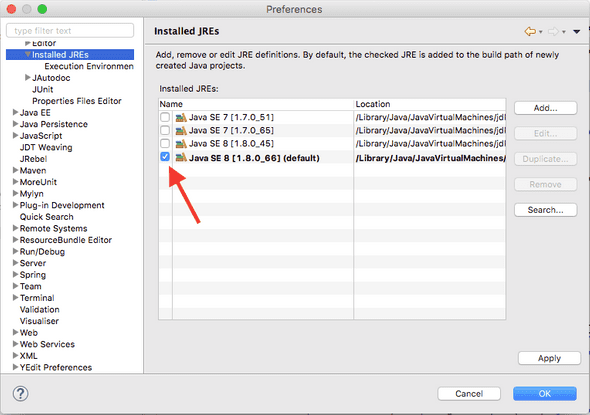 Preferences
type filter text
Editor
Installed JREs
Execution Environmen
JAutodoc
JUnit
Properties Files Editor
Java EE
Java Persistence
JavaScript
JDT Weaving
JRebel
Maven
MoreUnit
Mylyn
Plug-in Development
Quick Search
Remote Systems
ResourceBundle Editor
Run/Debug
Server
Spring
Team
Terminal
Validation
Visualiser
Web
Web Services
XML
YEdit Preferences
Installed JREs
Add, remove or edit JRE definitions. By default, the checked JRE is added to the build path of newly
created Java projects.
Installed JREs:
Name Location
Java SE 7 [1.7.0_51] /Library/Java/JavaVirtualMachines/jdl
Java SE 7 [1.7.0_65] /Library/Java/JavaVirtualMachines/jdl
Java SE 8 [1.8.0_45] /Library/Java/JavaVirtualMachines/jdl
Java SE 8 [1.8.0_66] (default) /Library/Java/JavaVirtualMachines/
Add...
Edit...
Duplicate...
Remove
Search...
Apply
?
Cancel
OK